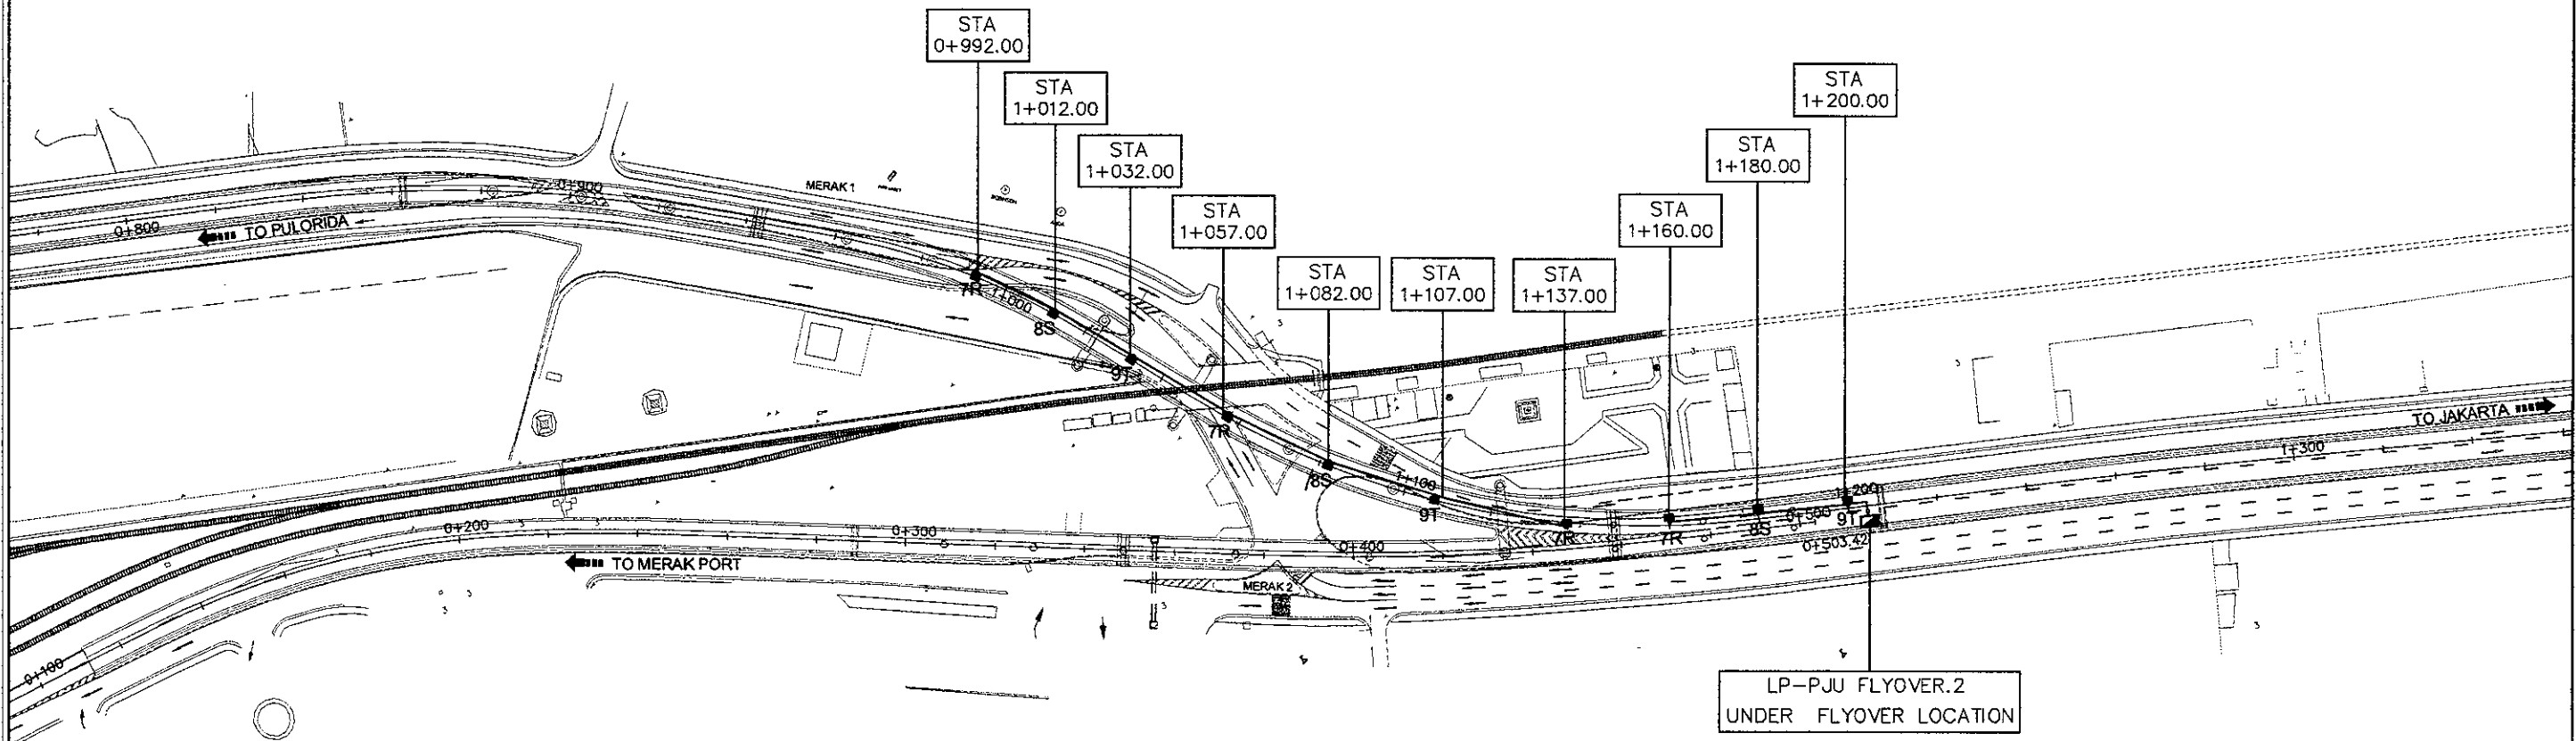 STA
0+992.00
STA
1+012.00
STA
1+032.00
STA
1+057.00
STA
1+082.00
STA
1+107.00
STA
1+137.00
STA
1+160.00
STA
1+180.00
STA
1+200.00
MERAK 1
0+900
0+800
TO PULORIDA
7R
1+000
8S
9T
7R
8S
1+100
9T
7R
7R
8S
1+200
9T
0+500
0+503.42
TO JAKARTA
1+300
0+200
0+300
0+400
TO MERAK PORT
MERAK 2
0+100
LP-PJU FLYOVER.2
UNDER FLYOVER LOCATION